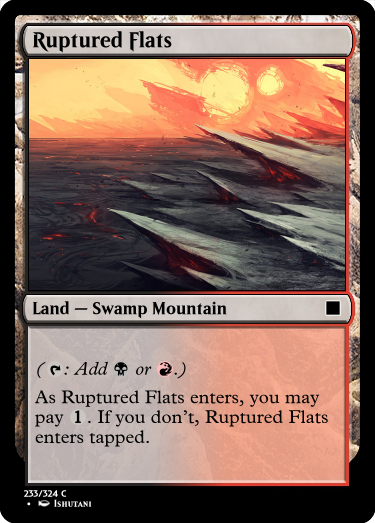 Ruptured Flats
Land — Swamp Mountain
( : Add or .)
As Ruptured Flats enters, you may
pay 1 . If you don't, Ruptured Flats
enters tapped.
233/324 C
• Ishutani